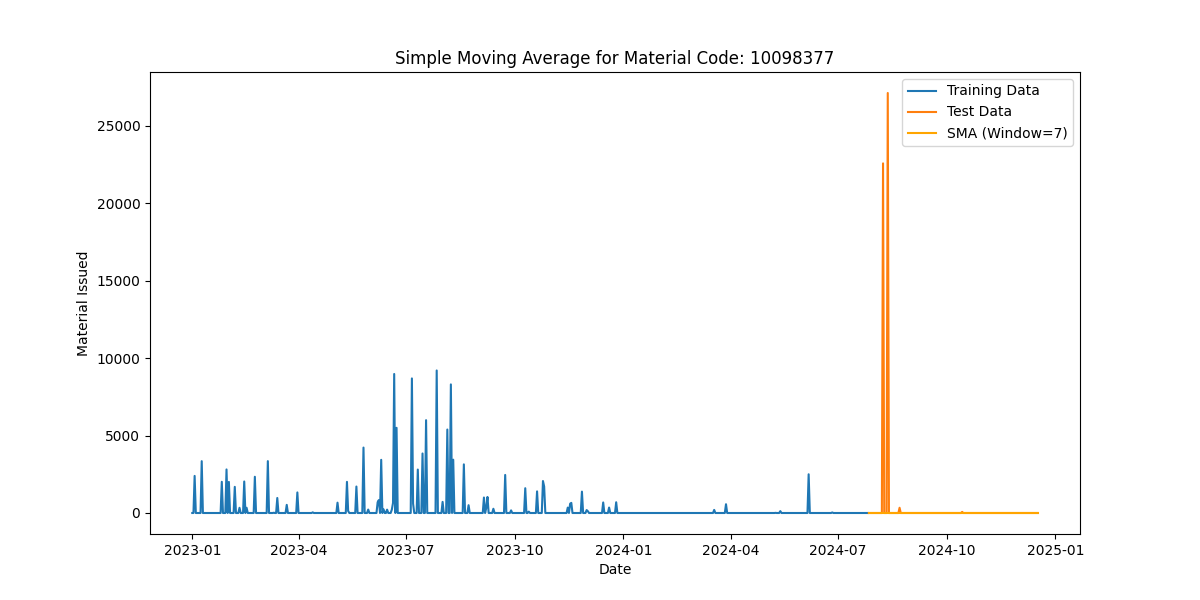 Simple Moving Average for Material Code: 10098377
Training Data
Test Data
SMA (Window=7)
25000
20000
15000
10000
5000
0
Material Issued
2023-01 2023-04 2023-07 2023-10 2024-01 2024-04 2024-07 2024-10 2025-01
Date